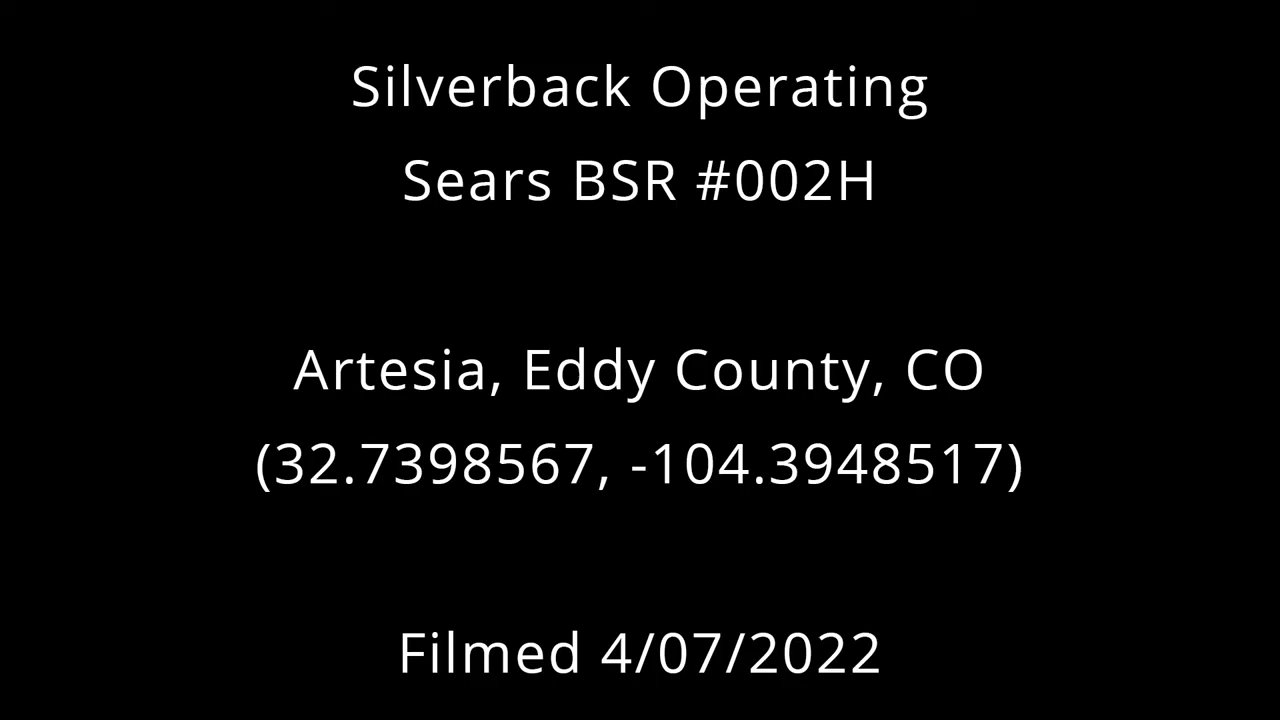 Silverback Operating
Sears BSR #002H
Artesia, Eddy County, CO
(32.7398567, -104.3948517)
Filmed 4/07/2022